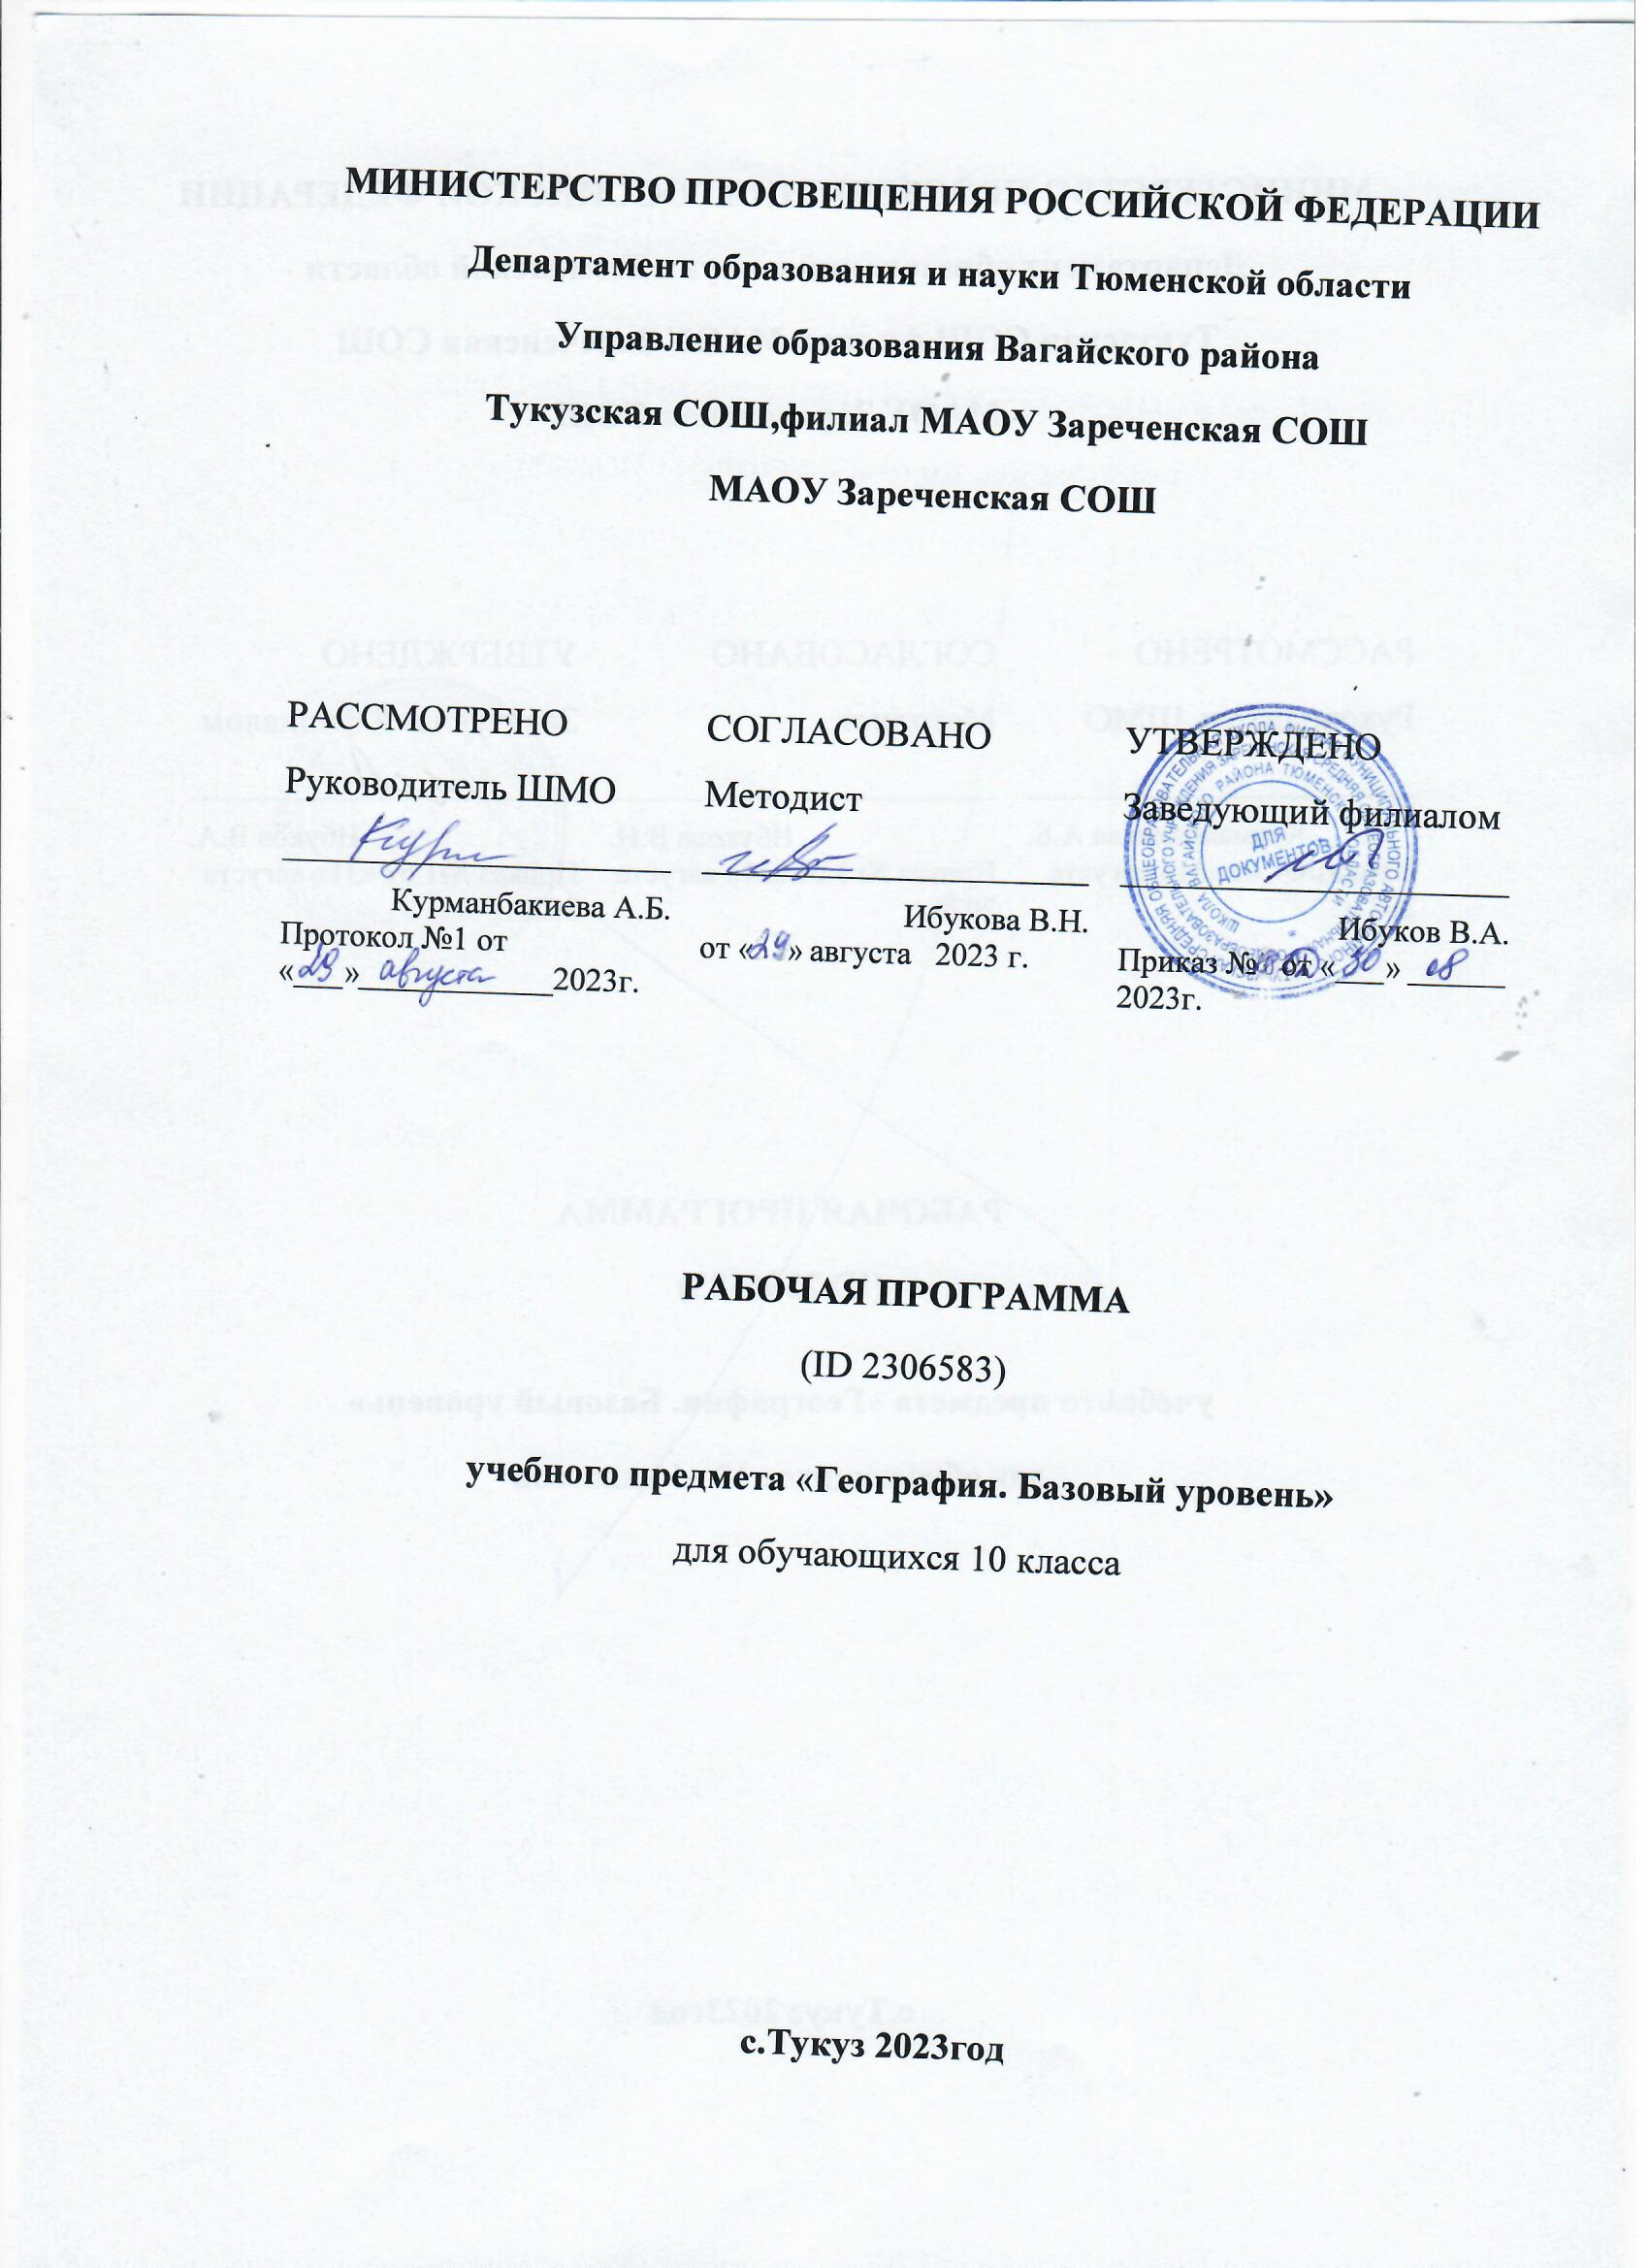 МИНИСТЕРСТВО ПРОСВЕЩЕНИЯ РОССИЙСКОЙ ФЕДЕРАЦИИ
Департамент образования и науки Тюменской области
Управление образования Вагайского района
Тукузская СОШ,филиал МАОУ Зареченская СОШ
МАОУ Зареченская СОШ
РАССМОТРЕНО
Руководитель ШМО
Курманбакиева А.Б.
Протокол №1 от
«29» августа 2023г.
СОГЛАСОВАНО
Методист
Ибукова В.Н.
от «29» августа 2023 г.
УТВЕРЖДЕНО
Заведующий филиалом
ДЛЯ
ДОКУМЕНТОВ
Ибуков В.А.
Приказ № от «30» 08
2023г.
РАБОЧАЯ ПРОГРАММА
(ID 2306583)
учебного предмета «География. Базовый уровень»
для обучающихся 10 класса
с.Тукуз 2023год